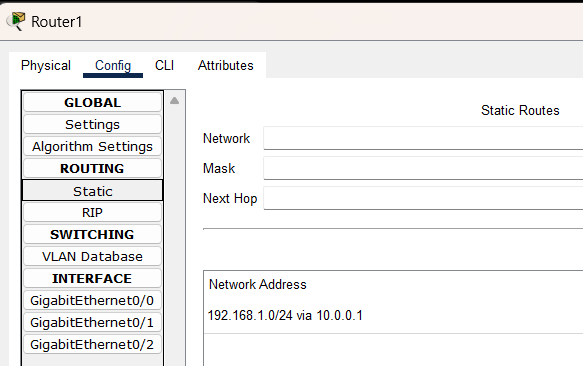 Router1
Physical Config CLI Attributes
GLOBAL
Settings
Algorithm Settings
ROUTING
Static
RIP
SWITCHING
VLAN Database
INTERFACE
GigabitEthernet0/0
GigabitEthernet0/1
GigabitEthernet0/2
Static Routes
Network
Mask
Next Hop
Network Address
192.168.1.0/24 via 10.0.0.1